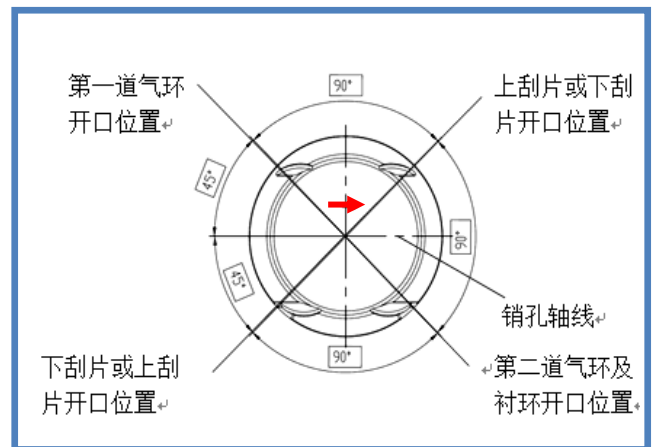 第一道气环
开口位置
90°
上刮片或下刮
片开口位置
45°
90°
45°
销孔轴线
下刮片或上刮
片开口位置
90°
第二道气环及
衬环开口位置